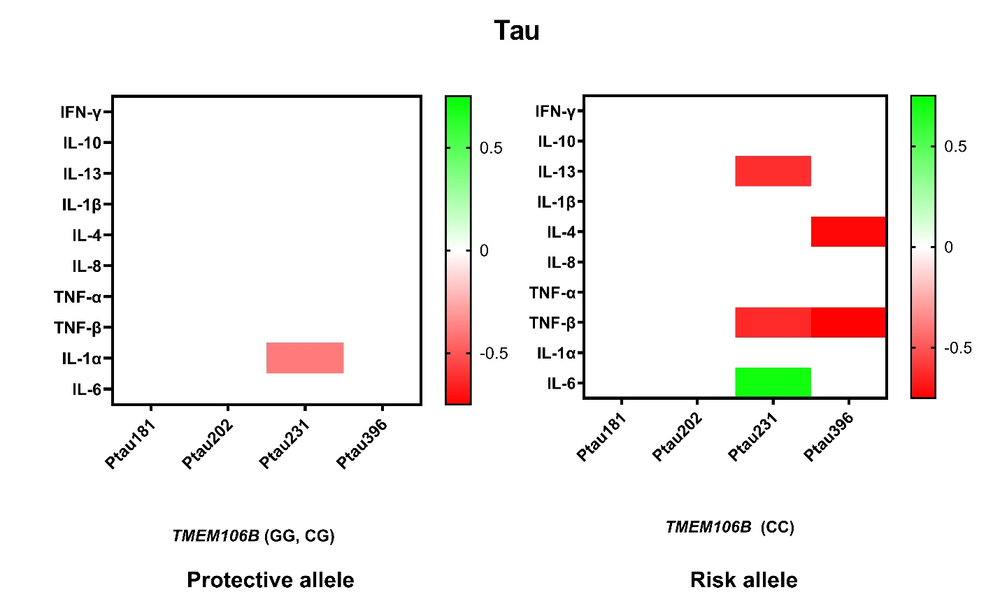 Tau
IFN-γ
IL-10
IL-13
IL-1β
IL-4
IL-8
TNF-α
TNF-β
IL-1α
IL-6
Ptau181
Ptau202
Ptau231
Ptau396
0.5
0
-0.5
TMEM106B (GG, CG)
Protective allele
IFN-γ
IL-10
IL-13
IL-1β
IL-4
IL-8
TNF-α
TNF-β
IL-1α
IL-6
Ptau181
Ptau202
Ptau231
Ptau396
0.5
0
-0.5
TMEM106B (CC)
Risk allele